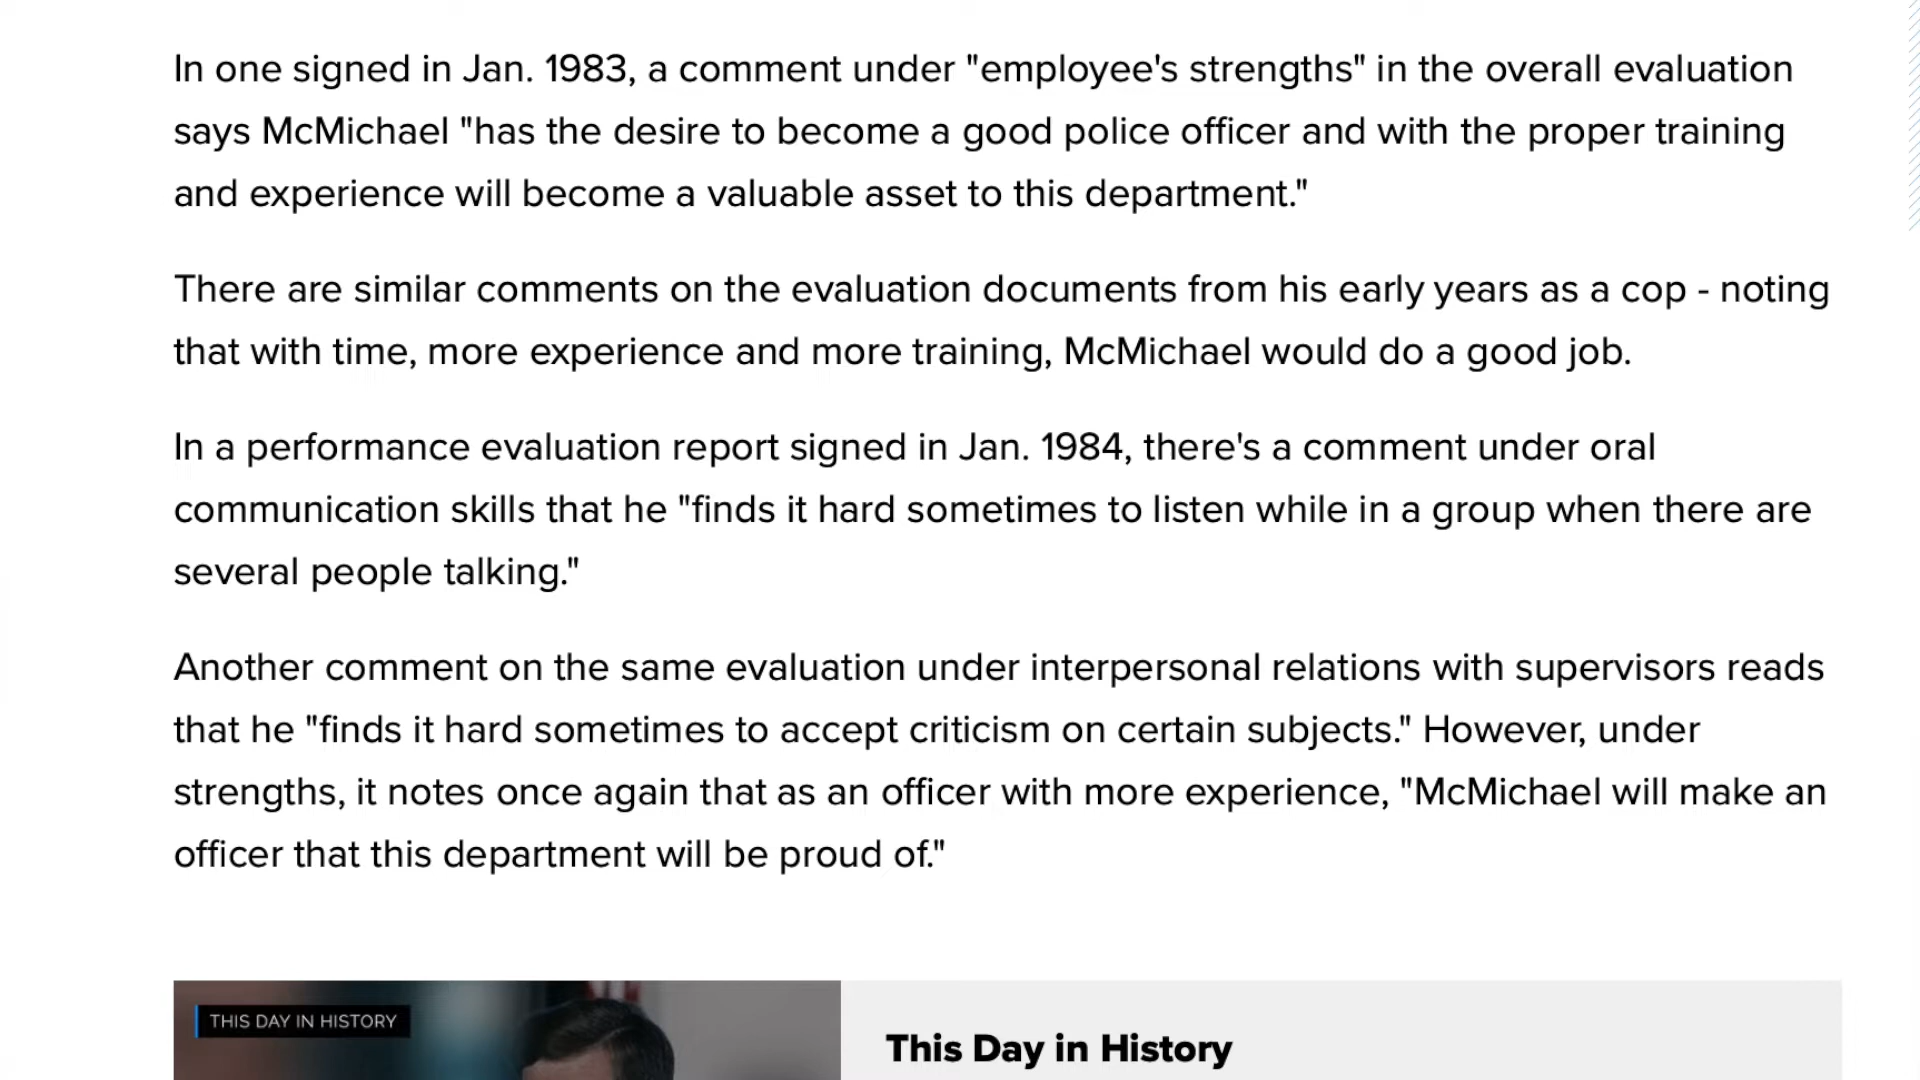 In one signed in Jan. 1983, a comment under "employee's strengths" in the overall evaluation
says McMichael "has the desire to become a good police officer and with the proper training
and experience will become a valuable asset to this department."
There are similar comments on the evaluation documents from his early years as a cop - noting
that with time, more experience and more training, McMichael would do a good job.
In a performance evaluation report signed in Jan. 1984, there's a comment under oral
communication skills that he "finds it hard sometimes to listen while in a group when there are
several people talking."
Another comment on the same evaluation under interpersonal relations with supervisors reads
that he "finds it hard sometimes to accept criticism on certain subjects." However, under
strengths, it notes once again that as an officer with more experience, "McMichael will make an
officer that this department will be proud of."
THIS DAY IN HISTORY
This Day in History